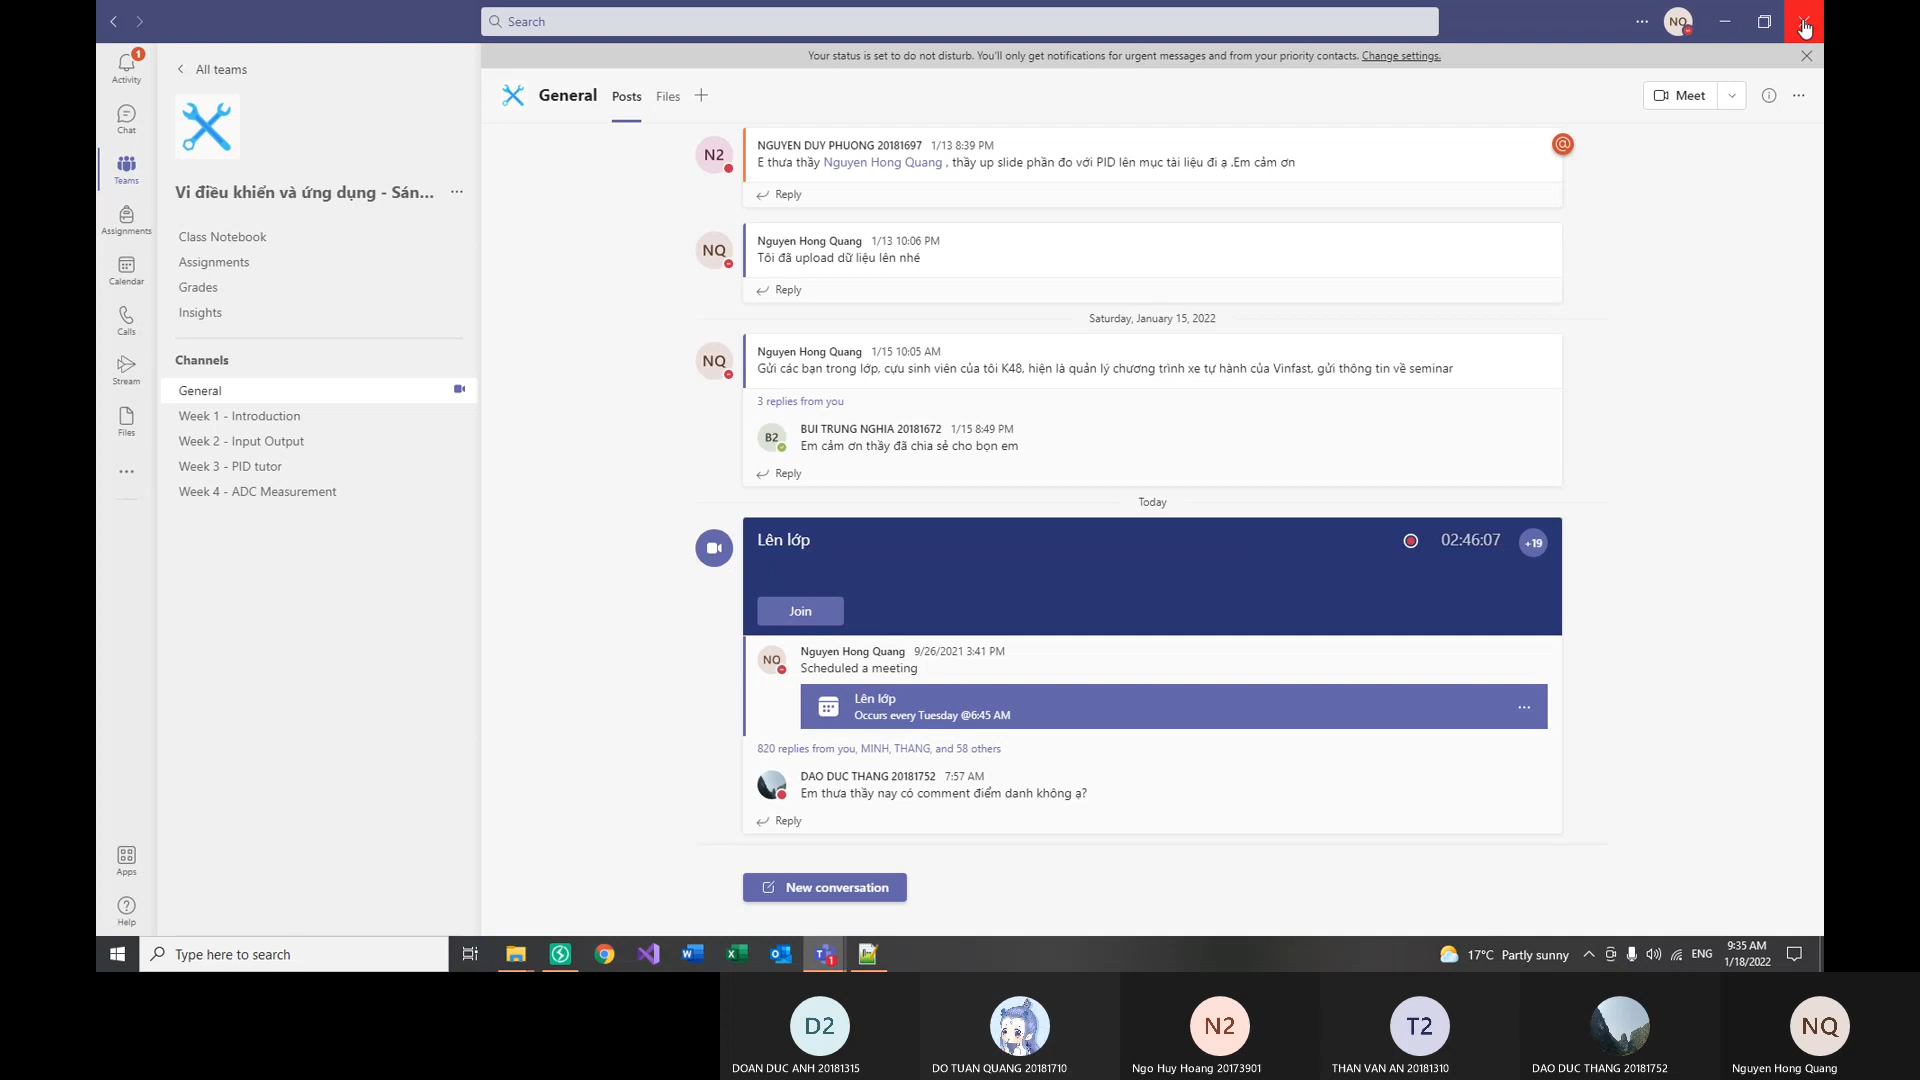 Search
NQ
Your status is set to do not disturb. You'll only get notifications for urgent messages and from your priority contacts. Change settings.
1
Activity
Chat
Teams
Assignments
Calendar
Calls
Stream
Files
Apps
Help
All teams
Vi điều khiển và ứng dụng - Sán...
Class Notebook
Assignments
Grades
Insights
Channels
General
Week 1 - Introduction
Week 2 - Input Output
Week 3 - PID tutor
Week 4 - ADC Measurement
General Posts Files
Meet
N2
NGUYEN DUY PHUONG 20181697 1/13 8:39 PM
E thưa thầy Nguyen Hong Quang , thầy up slide phần đo với PID lên mục tài liệu đi ạ .Em cảm ơn
@
Reply
NQ
Nguyen Hong Quang 1/13 10:06 PM
Tôi đã upload dữ liệu lên nhé
Reply
Saturday, January 15, 2022
NQ
Nguyen Hong Quang 1/15 10:05 AM
Gửi các bạn trong lớp, cựu sinh viên của tôi K48, hiện là quản lý chương trình xe tự hành của Vinfast, gửi thông tin về seminar
3 replies from you
B2
BUI TRUNG NGHIA 20181672 1/15 8:49 PM
Em cảm ơn thầy đã chia sẻ cho bọn em
Reply
Today
Lên lớp
02:46:07
+19
Join
NQ
Nguyen Hong Quang 9/26/2021 3:41 PM
Scheduled a meeting
Lên lớp
Occurs every Tuesday @6:45 AM
820 replies from you, MINH, THANG, and 58 others
DAO DUC THANG 20181752 7:57 AM
Em thưa thầy nay có comment điểm danh không ạ?
Reply
New conversation
Type here to search
17°C Partly sunny
ENG
9:35 AM
1/18/2022
D2
DOAN DUC ANH 20181315
DO TUAN QUANG 20181710
N2
Ngo Huy Hoang 20173901
T2
THAN VAN AN 20181310
DAO DUC THANG 20181752
NQ
Nguyen Hong Quang